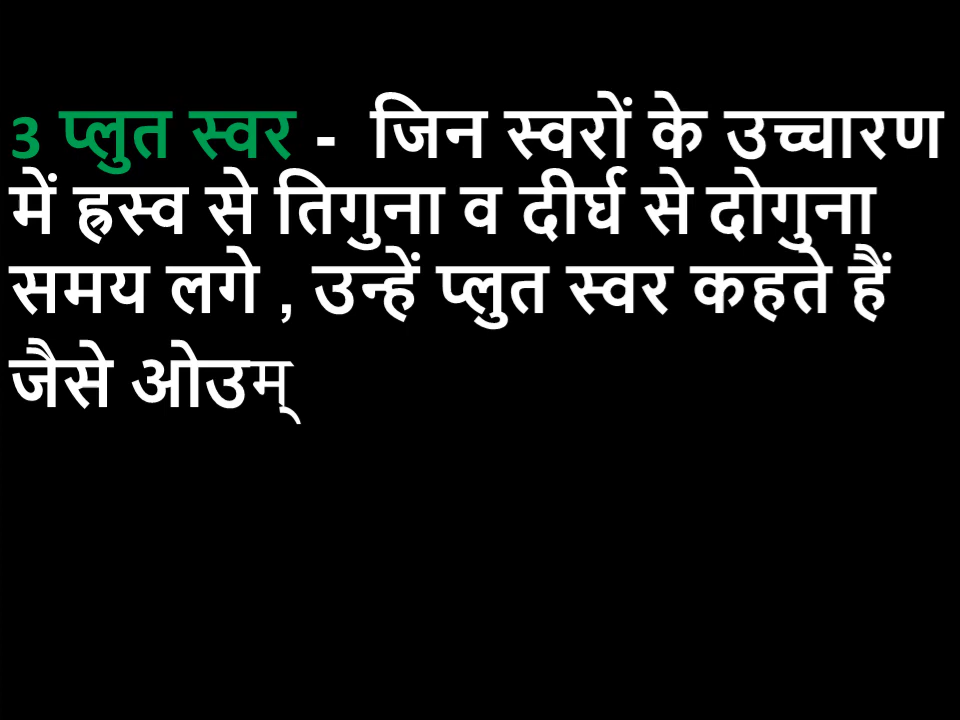 3 प्लुत स्वर - जिन स्वरों के उच्चारण
में ह्रस्व से तिगुना व दीर्घ से दोगुना
समय लगे , उन्हें प्लुत स्वर कहते हैं
जैसे ओउम्